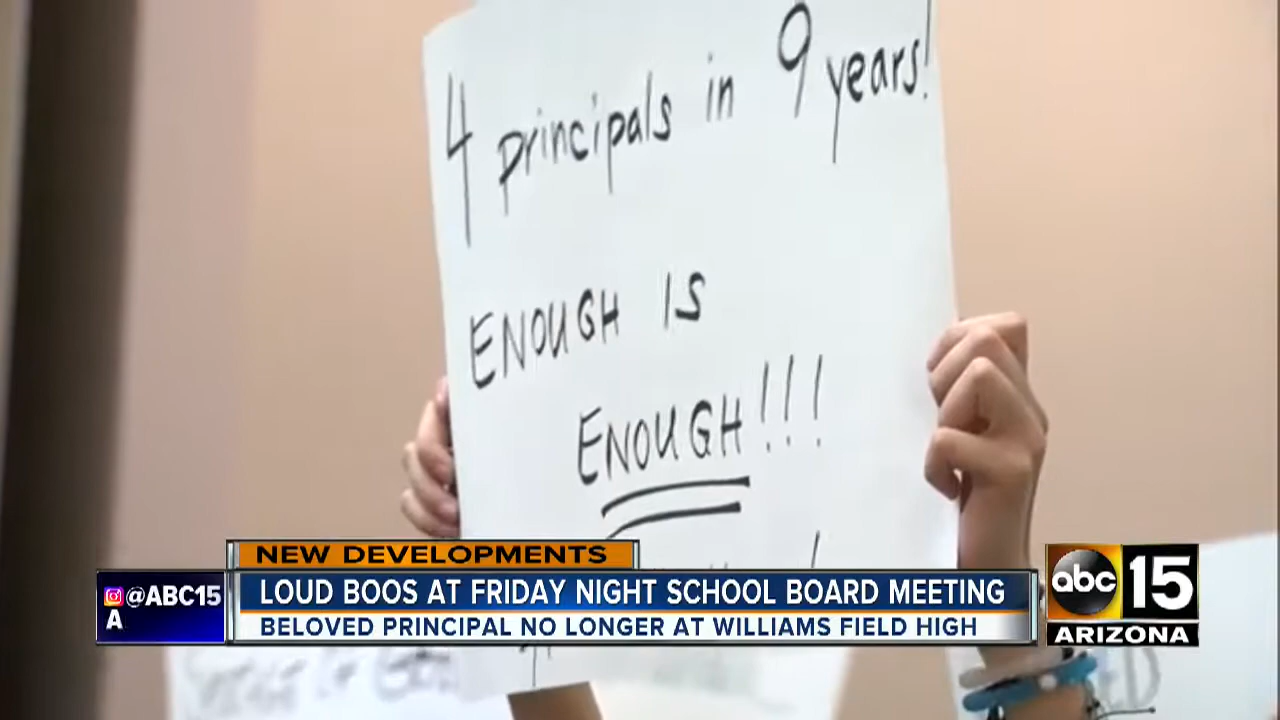 4 principals in 9 years!
ENOUGH IS
ENOUGH!!!
NEW DEVELOPMENTS
@ABC15
A
LOUD BOOS AT FRIDAY NIGHT SCHOOL BOARD MEETING
BELOVED PRINCIPAL NO LONGER AT WILLIAMS FIELD HIGH
abc 15
ARIZONA